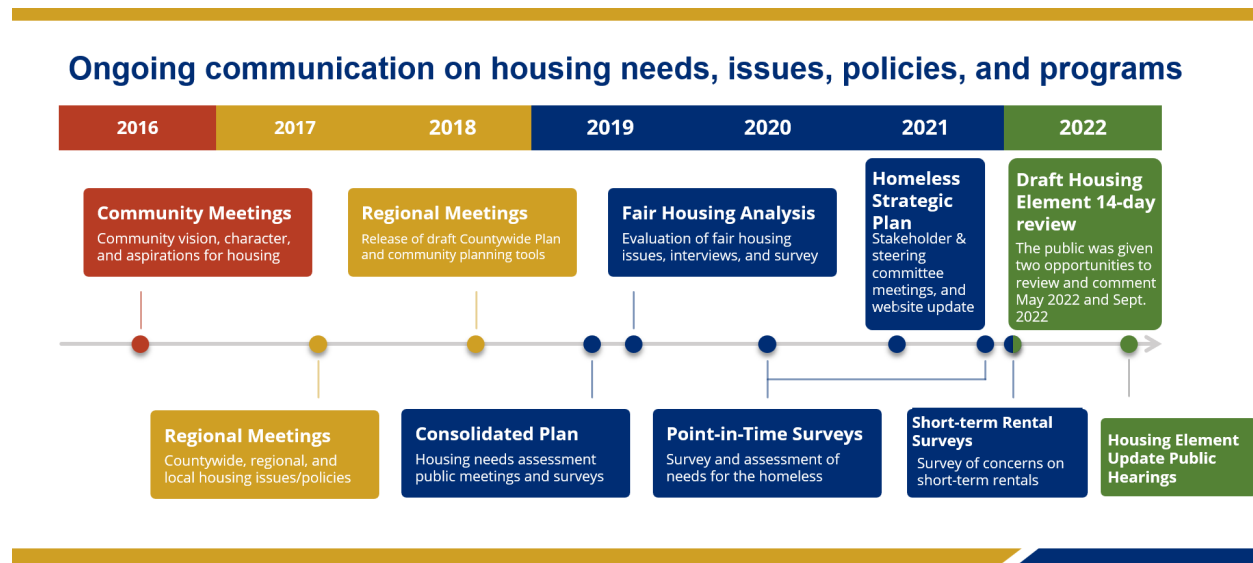 Ongoing communication on housing needs, issues, policies, and programs
2016
2017
2018
2019
2020
2021
2022
Community Meetings
Community vision, character,
and aspirations for housing
Regional Meetings
Release of draft Countywide Plan
and community planning tools
Fair Housing Analysis
Evaluation of fair housing
issues, interviews, and survey
Homeless
Strategic
Plan
Stakeholder &
steering
committee
meetings, and
website update
Draft Housing
Element 14-day
review
The public was given
two opportunities to
review and comment
May 2022 and Sept.
2022
Regional Meetings
Countywide, regional, and
local housing issues/policies
Consolidated Plan
Housing needs assessment
public meetings and surveys
Point-in-Time Surveys
Survey and assessment of
needs for the homeless
Short-term Rental
Surveys
Survey of concerns on
short-term rentals
Housing Element
Update Public
Hearings